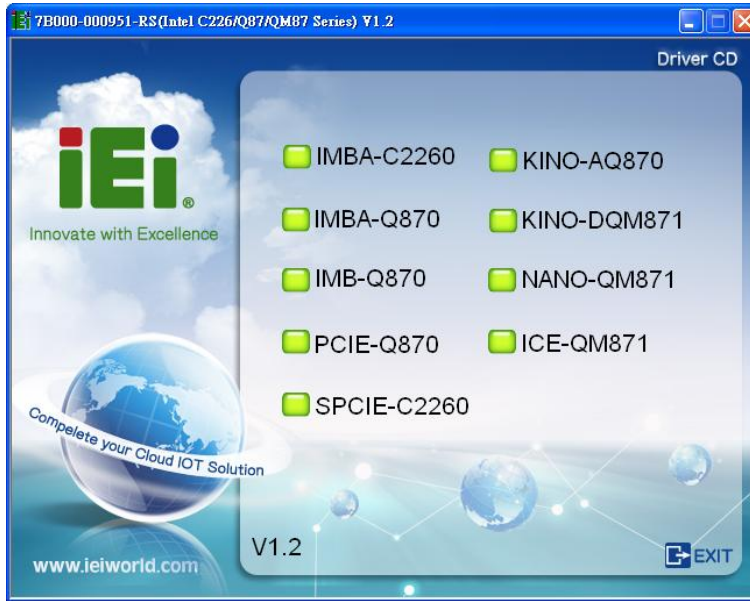 7B000-000951-RS(Intel C226/Q87/QM87 Series) V1.2
Driver CD
iEi®
Innovate with Excellence
IMBA-C2260
KINO-AQ870
IMBA-Q870
KINO-DQM871
IMB-Q870
NANO-QM871
PCIE-Q870
ICE-QM871
SPCIE-C2260
Compelete your Cloud IOT Solution
V1.2
EXIT
www.ieiworld.com